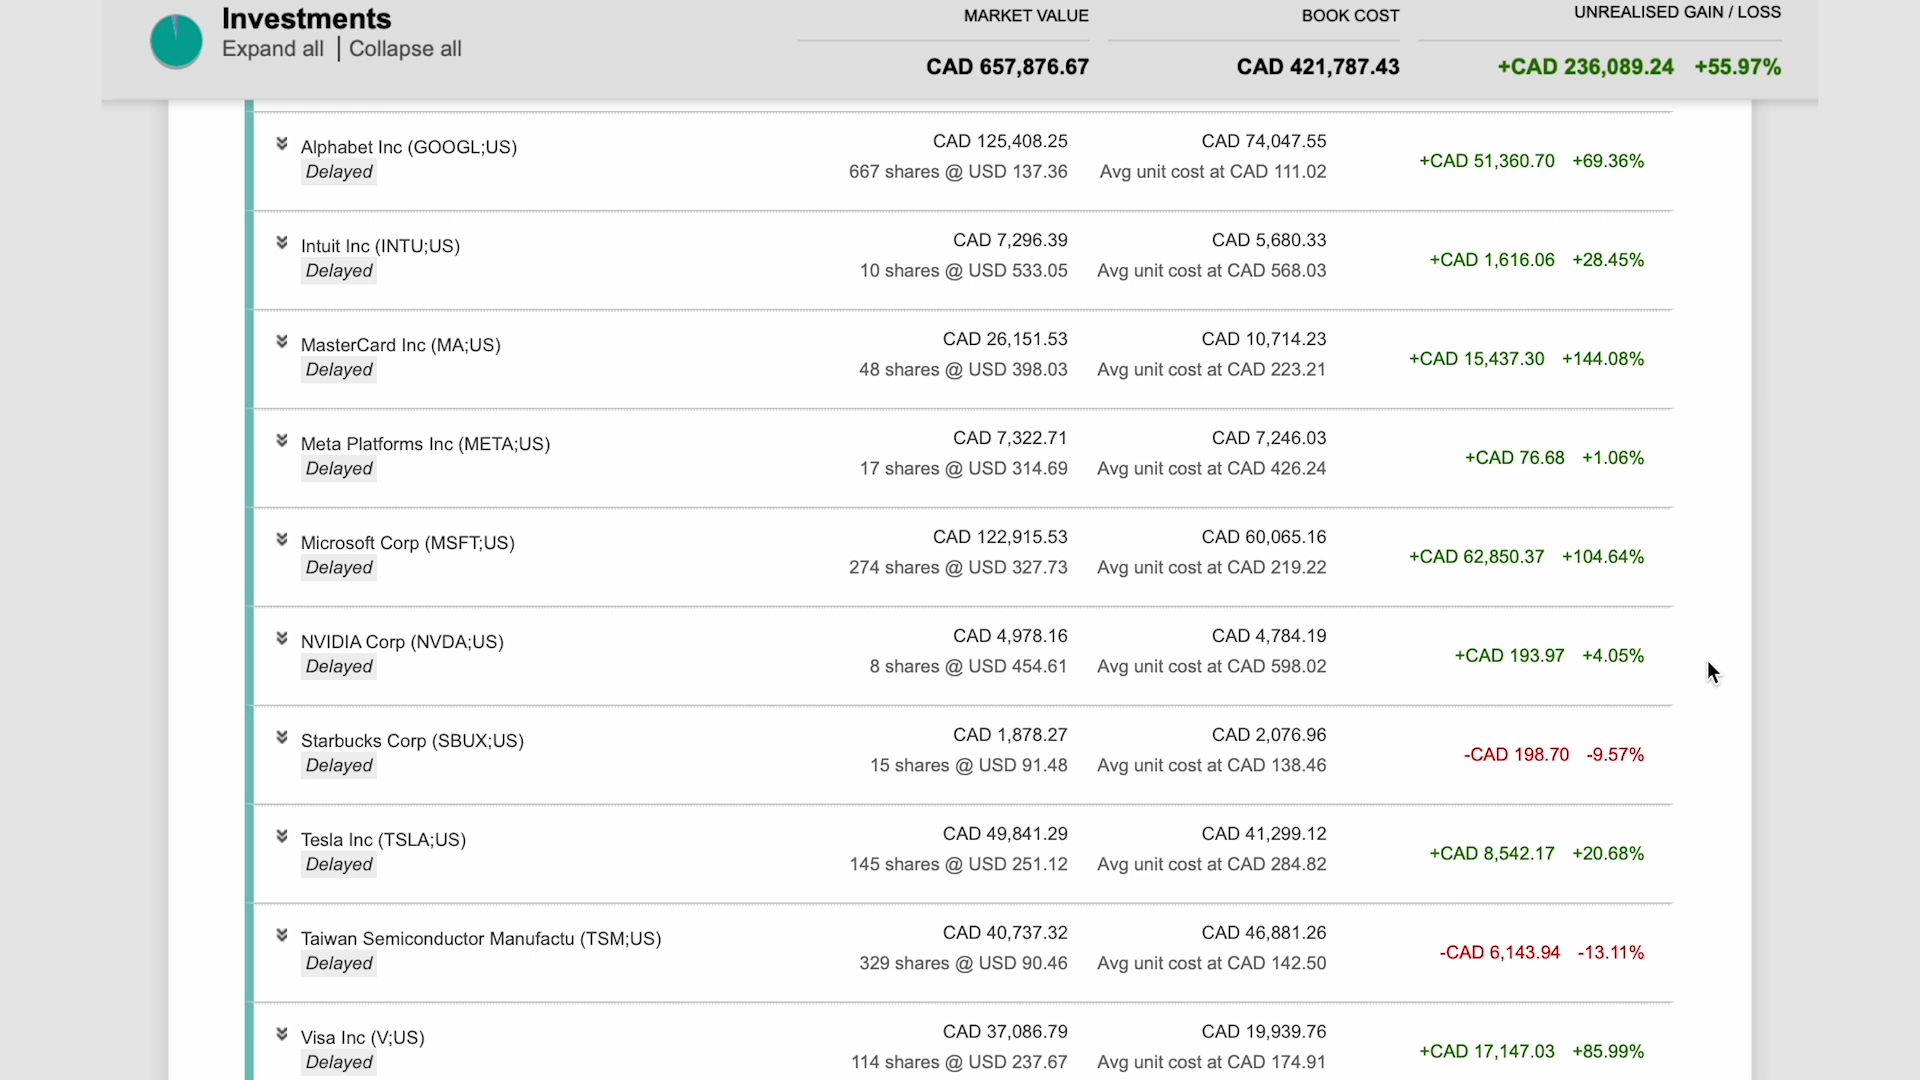 Investments
Expand all | Collapse all
MARKET VALUE
BOOK COST
UNREALISED GAIN / LOSS
CAD 657,876.67
CAD 421,787.43
+CAD 236,089.24 +55.97%
Alphabet Inc (GOOGL;US)
Delayed
CAD 125,408.25
667 shares @ USD 137.36
CAD 74,047.55
Avg unit cost at CAD 111.02
+CAD 51,360.70 +69.36%
Intuit Inc (INTU;US)
Delayed
CAD 7,296.39
10 shares @ USD 533.05
CAD 5,680.33
Avg unit cost at CAD 568.03
+CAD 1,616.06 +28.45%
MasterCard Inc (MA;US)
Delayed
CAD 26,151.53
48 shares @ USD 398.03
CAD 10,714.23
Avg unit cost at CAD 223.21
+CAD 15,437.30 +144.08%
Meta Platforms Inc (META;US)
Delayed
CAD 7,322.71
17 shares @ USD 314.69
CAD 7,246.03
Avg unit cost at CAD 426.24
+CAD 76.68 +1.06%
Microsoft Corp (MSFT;US)
Delayed
CAD 122,915.53
274 shares @ USD 327.73
CAD 60,065.16
Avg unit cost at CAD 219.22
+CAD 62,850.37 +104.64%
NVIDIA Corp (NVDA;US)
Delayed
CAD 4,978.16
8 shares @ USD 454.61
CAD 4,784.19
Avg unit cost at CAD 598.02
+CAD 193.97 +4.05%
Starbucks Corp (SBUX;US)
Delayed
CAD 1,878.27
15 shares @ USD 91.48
CAD 2,076.96
Avg unit cost at CAD 138.46
-CAD 198.70 -9.57%
Tesla Inc (TSLA;US)
Delayed
CAD 49,841.29
145 shares @ USD 251.12
CAD 41,299.12
Avg unit cost at CAD 284.82
+CAD 8,542.17 +20.68%
Taiwan Semiconductor Manufactu (TSM;US)
Delayed
CAD 40,737.32
329 shares @ USD 90.46
CAD 46,881.26
Avg unit cost at CAD 142.50
-CAD 6,143.94 -13.11%
Visa Inc (V;US)
Delayed
CAD 37,086.79
114 shares @ USD 237.67
CAD 19,939.76
Avg unit cost at CAD 174.91
+CAD 17,147.03 +85.99%